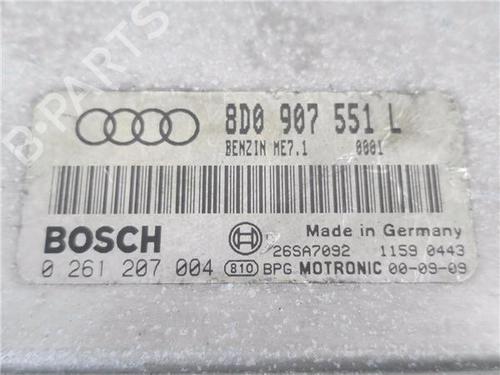 8D0 907 551 L
BENZIN ME7.1 0001
BOSCH
Made in Germany
26SA7092 1159 0443
0 261 207 004 810 BPG MOTRONIC 00-09-09
B-PARTS